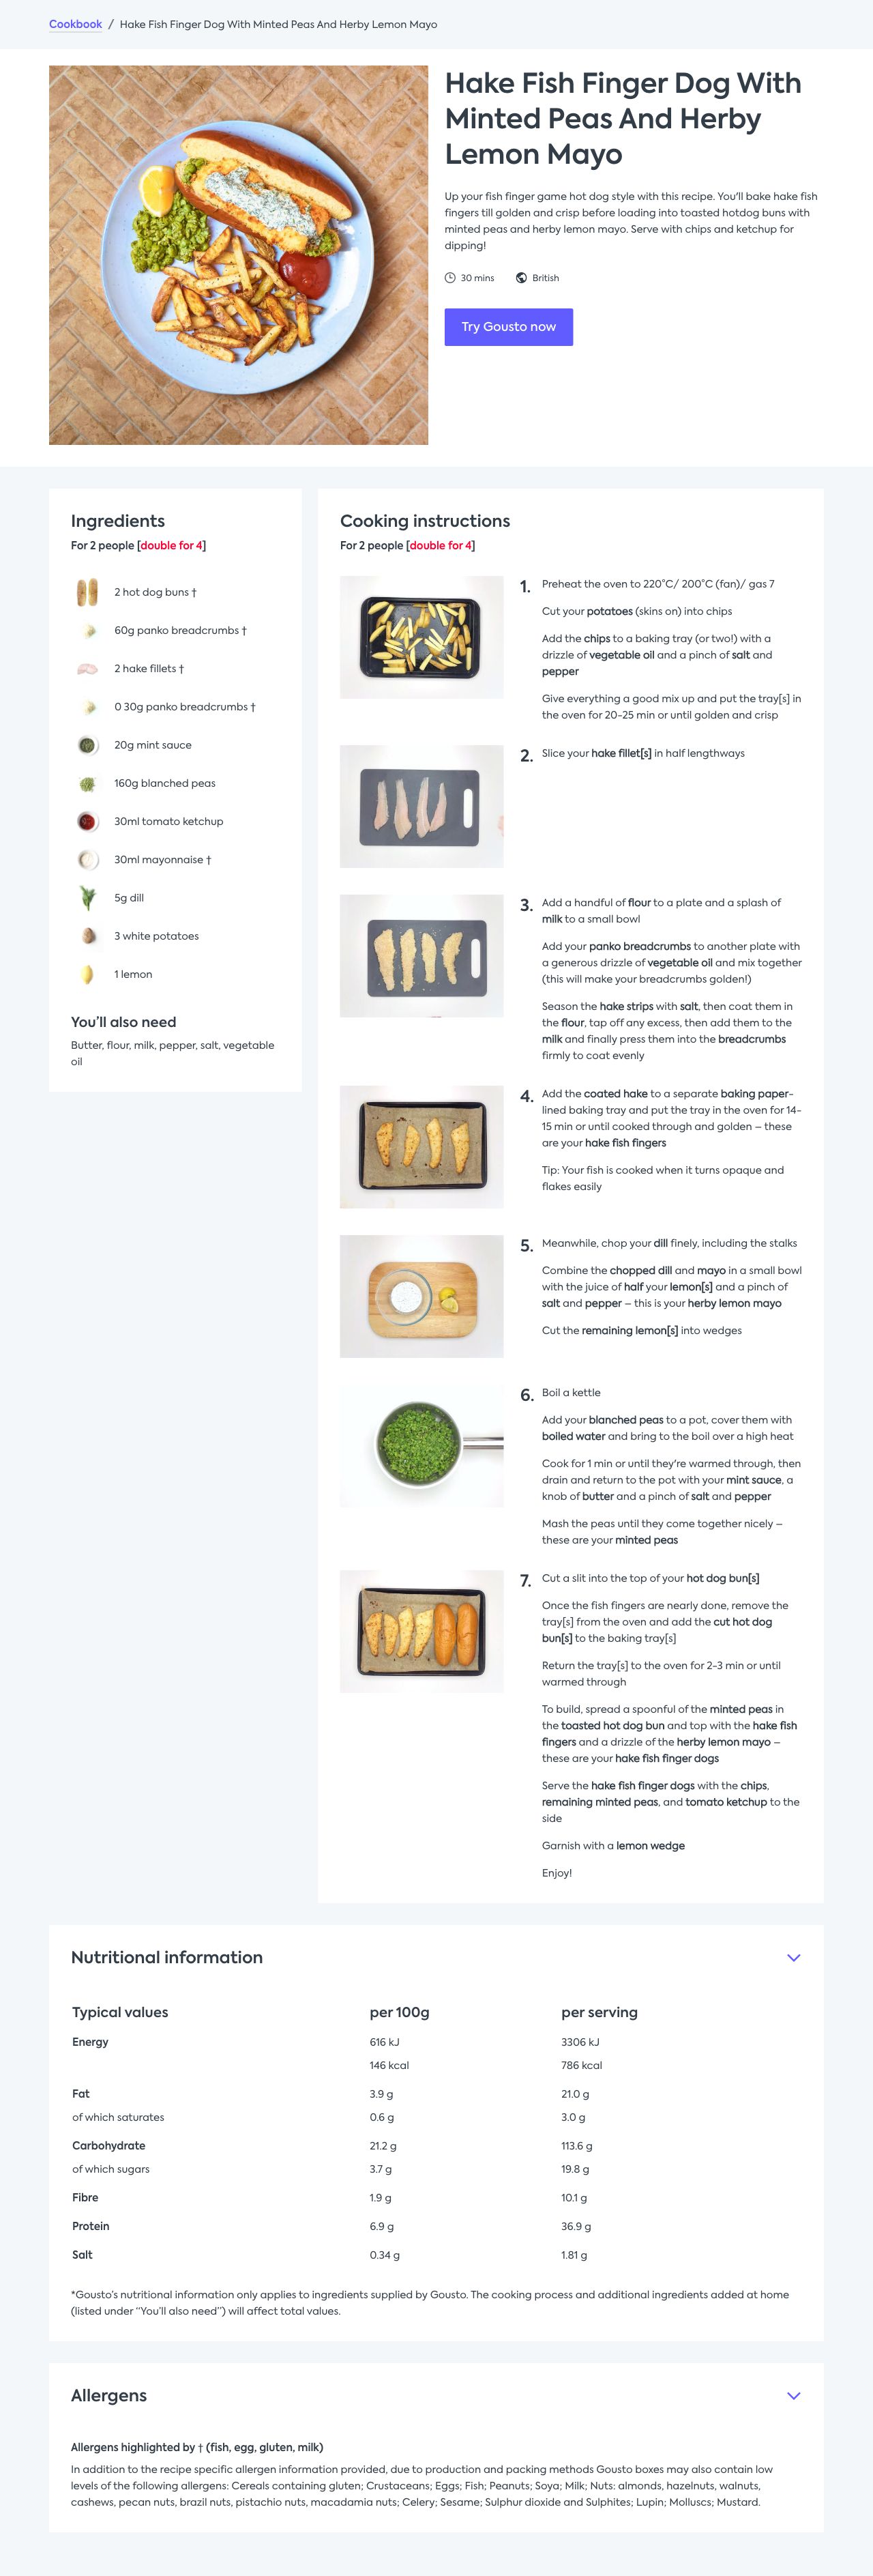 Cookbook / Hake Fish Finger Dog With Minted Peas And Herby Lemon Mayo
Hake Fish Finger Dog With
Minted Peas And Herby
Lemon Mayo
Up your fish finger game hot dog style with this recipe. You'll bake hake fish
fingers till golden and crisp before loading into toasted hotdog buns with
minted peas and herby lemon mayo. Serve with chips and ketchup for
dipping!
30 mins British
Try Gousto now
Ingredients
For 2 people [double for 4]
2 hot dog buns †
60g panko breadcrumbs †
2 hake fillets †
0 30g panko breadcrumbs †
20g mint sauce
160g blanched peas
30ml tomato ketchup
30ml mayonnaise †
5g dill
3 white potatoes
1 lemon
You'll also need
Butter, flour, milk, pepper, salt, vegetable
oil
Cooking instructions
For 2 people [double for 4]
1. Preheat the oven to 220°C/ 200°C (fan)/ gas 7
Cut your potatoes (skins on) into chips
Add the chips to a baking tray (or two!) with a
drizzle of vegetable oil and a pinch of salt and
pepper
Give everything a good mix up and put the tray[s] in
the oven for 20-25 min or until golden and crisp
2. Slice your hake fillet[s] in half lengthways
3. Add a handful of flour to a plate and a splash of
milk to a small bowl
Add your panko breadcrumbs to another plate with
a generous drizzle of vegetable oil and mix together
(this will make your breadcrumbs golden!)
Season the hake strips with salt, then coat them in
the flour, tap off any excess, then add them to the
milk and finally press them into the breadcrumbs
firmly to coat evenly
4. Add the coated hake to a separate baking paper-
lined baking tray and put the tray in the oven for 14-
15 min or until cooked through and golden – these
are your hake fish fingers
Tip: Your fish is cooked when it turns opaque and
flakes easily
5. Meanwhile, chop your dill finely, including the stalks
Combine the chopped dill and mayo in a small bowl
with the juice of half your lemon[s] and a pinch of
salt and pepper – this is your herby lemon mayo
Cut the remaining lemon[s] into wedges
6. Boil a kettle
Add your blanched peas to a pot, cover them with
boiled water and bring to the boil over a high heat
Cook for 1 min or until they're warmed through, then
drain and return to the pot with your mint sauce, a
knob of butter and a pinch of salt and pepper
Mash the peas until they come together nicely –
these are your minted peas
7. Cut a slit into the top of your hot dog bun[s]
Once the fish fingers are nearly done, remove the
tray[s] from the oven and add the cut hot dog
bun[s] to the baking tray[s]
Return the tray[s] to the oven for 2-3 min or until
warmed through
To build, spread a spoonful of the minted peas in
the toasted hot dog bun and top with the hake fish
fingers and a drizzle of the herby lemon mayo –
these are your hake fish finger dogs
Serve the hake fish finger dogs with the chips,
remaining minted peas, and tomato ketchup to the
side
Garnish with a lemon wedge
Enjoy!
Nutritional information
Typical values per 100g per serving
Energy 616 kJ 3306 kJ
146 kcal 786 kcal
Fat 3.9 g 21.0 g
of which saturates 0.6 g 3.0 g
Carbohydrate 21.2 g 113.6 g
of which sugars 3.7 g 19.8 g
Fibre 1.9 g 10.1 g
Protein 6.9 g 36.9 g
Salt 0.34 g 1.81 g
*Gousto's nutritional information only applies to ingredients supplied by Gousto. The cooking process and additional ingredients added at home
(listed under "You'll also need") will affect total values.
Allergens
Allergens highlighted by † (fish, egg, gluten, milk)
In addition to the recipe specific allergen information provided, due to production and packing methods Gousto boxes may also contain low
levels of the following allergens: Cereals containing gluten; Crustaceans; Eggs; Fish; Peanuts; Soya; Milk; Nuts: almonds, hazelnuts, walnuts,
cashews, pecan nuts, brazil nuts, pistachio nuts, macadamia nuts; Celery; Sesame; Sulphur dioxide and Sulphites; Lupin; Molluscs; Mustard.